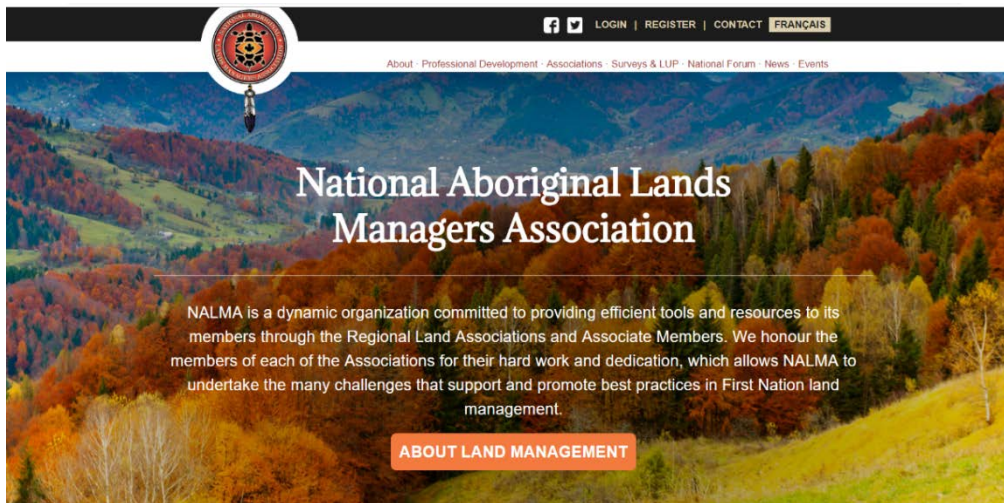 LOGIN | REGISTER | CONTACT FRANÇAIS
About · Professional Development · Associations · Surveys & LUP · National Forum · News · Events
National Aboriginal Lands
Managers Association
NALMA is a dynamic organization committed to providing efficient tools and resources to its
members through the Regional Land Associations and Associate Members. We honour the
members of each of the Associations for their hard work and dedication, which allows NALMA to
undertake the many challenges that support and promote best practices in First Nation land
management.
ABOUT LAND MANAGEMENT